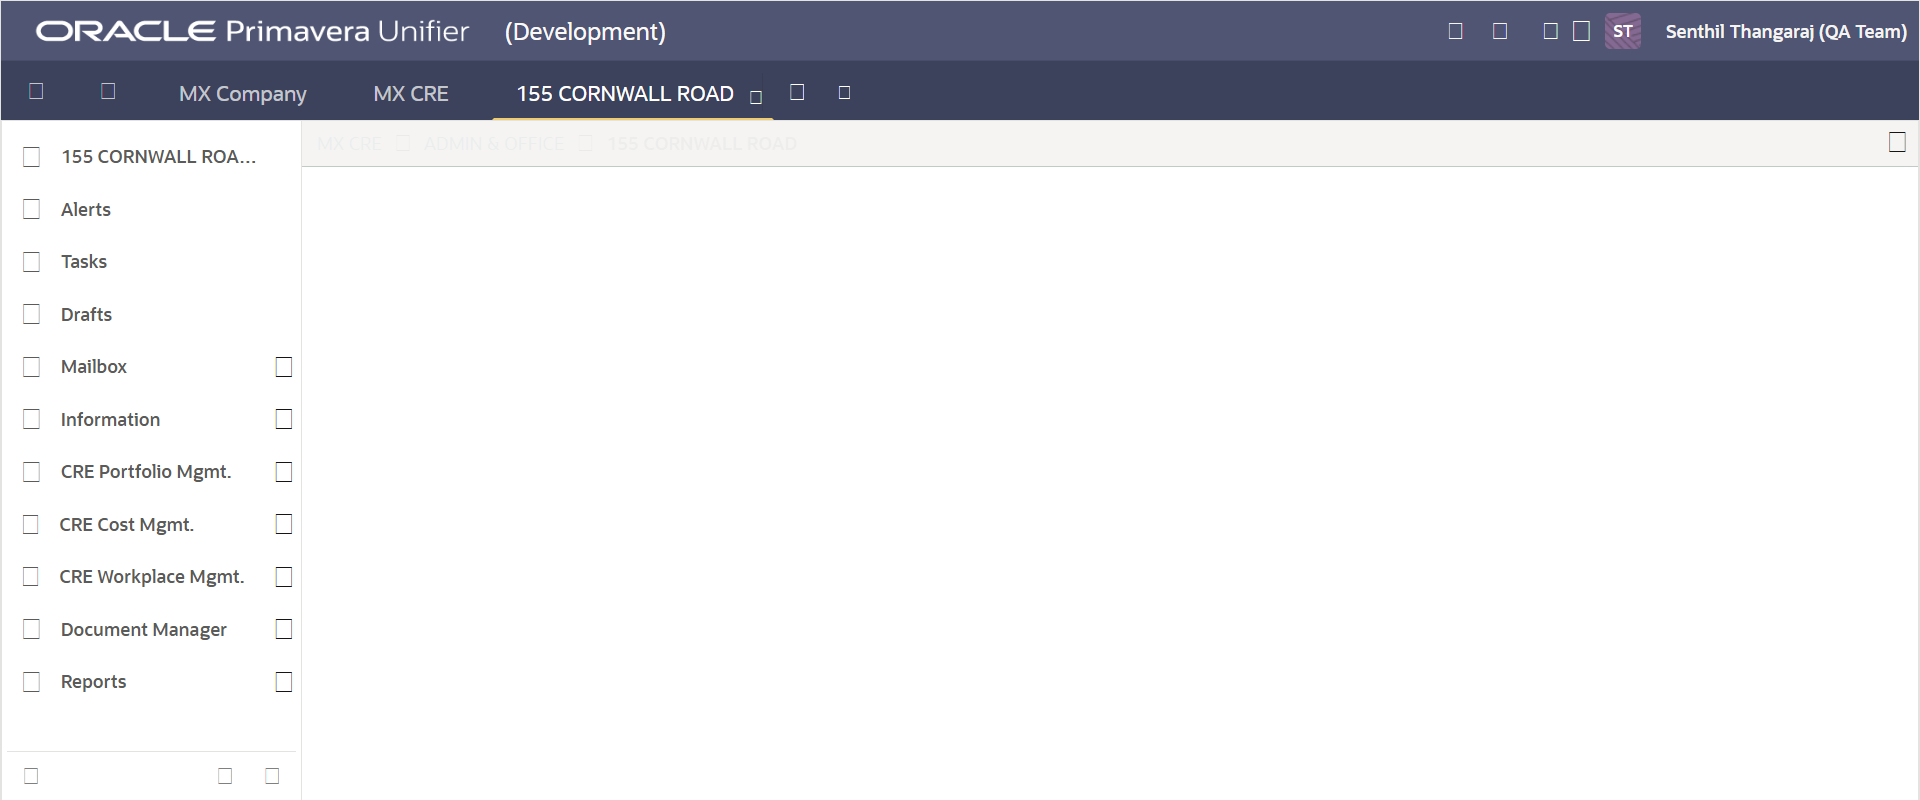 ORACLE Primavera Unifier (Development) ST Senthil Thangaraj (QA Team)
MX Company MX CRE 155 CORNWALL ROAD
MX CRE ADMIN & OFFICE 155 CORNWALL ROAD
155 CORNWALL ROA...
Alerts
Tasks
Drafts
Mailbox
Information
CRE Portfolio Mgmt.
CRE Cost Mgmt.
CRE Workplace Mgmt.
Document Manager
Reports